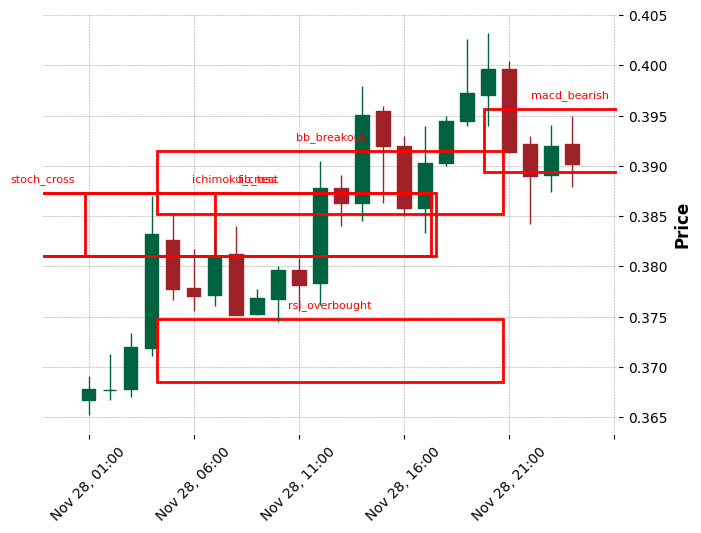 0.405
0.400
macd_bearish
0.395
bb_breakout
0.390
stoch_cross
0.385
0.380
rsi_overbought
0.375
0.370
0.365
Price
Nov 28, 01:00
Nov 28, 06:00
Nov 28, 11:00
Nov 28, 16:00
Nov 28, 21:00